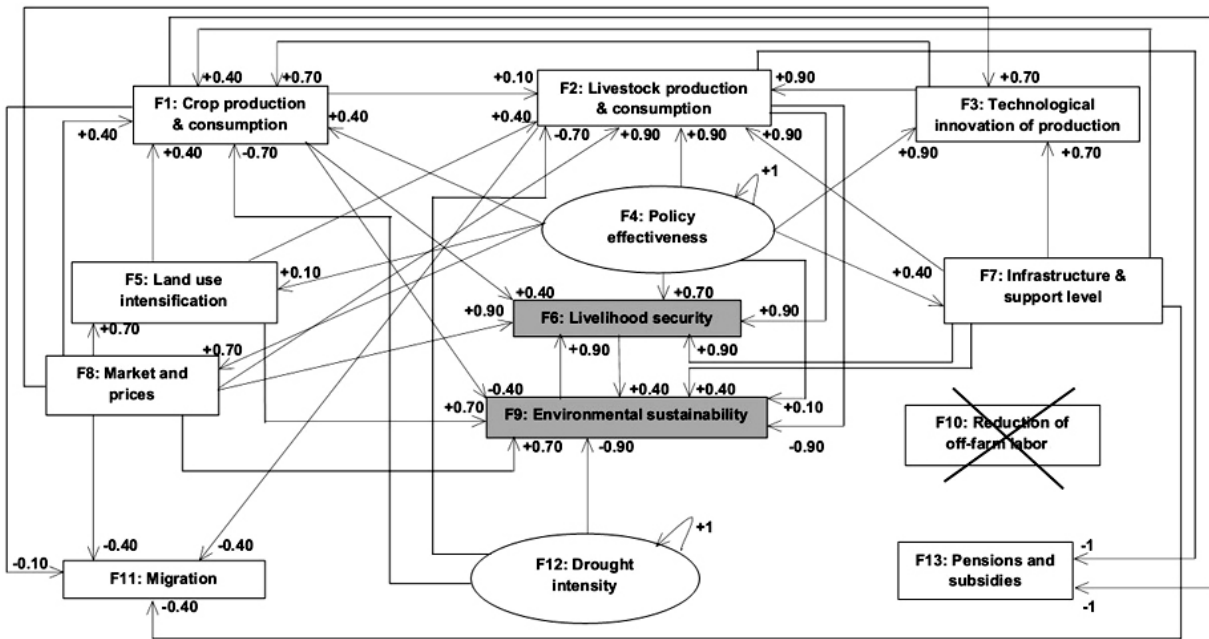 +0.40
+0.70
+0.10
+0.90
+0.70
F1: Crop production
& consumption
F2: Livestock production
& consumption
F3: Technological
innovation of production
+0.40
+0.40
+0.40
-0.70
+0.40
-0.70
+0.90
+0.90
+0.90
+0.90
+0.70
+1
F4: Policy
effectiveness
F5: Land use
intensification
+0.10
+0.40
F7: Infrastructure &
support level
+0.40
+0.70
+0.90
F6: Livelihood security
+0.90
+0.70
+0.70
F8: Market and
prices
+0.90
+0.90
-0.40
+0.40
+0.40
+0.70
F9: Environmental sustainability
+0.10
+0.70
-0.90
-0.90
F10: Reduction of
off-farm labor
+1
-0.40
-0.40
-0.10
F11: Migration
-0.40
F12: Drought
intensity
F13: Pensions and
subsidies
-1
-1